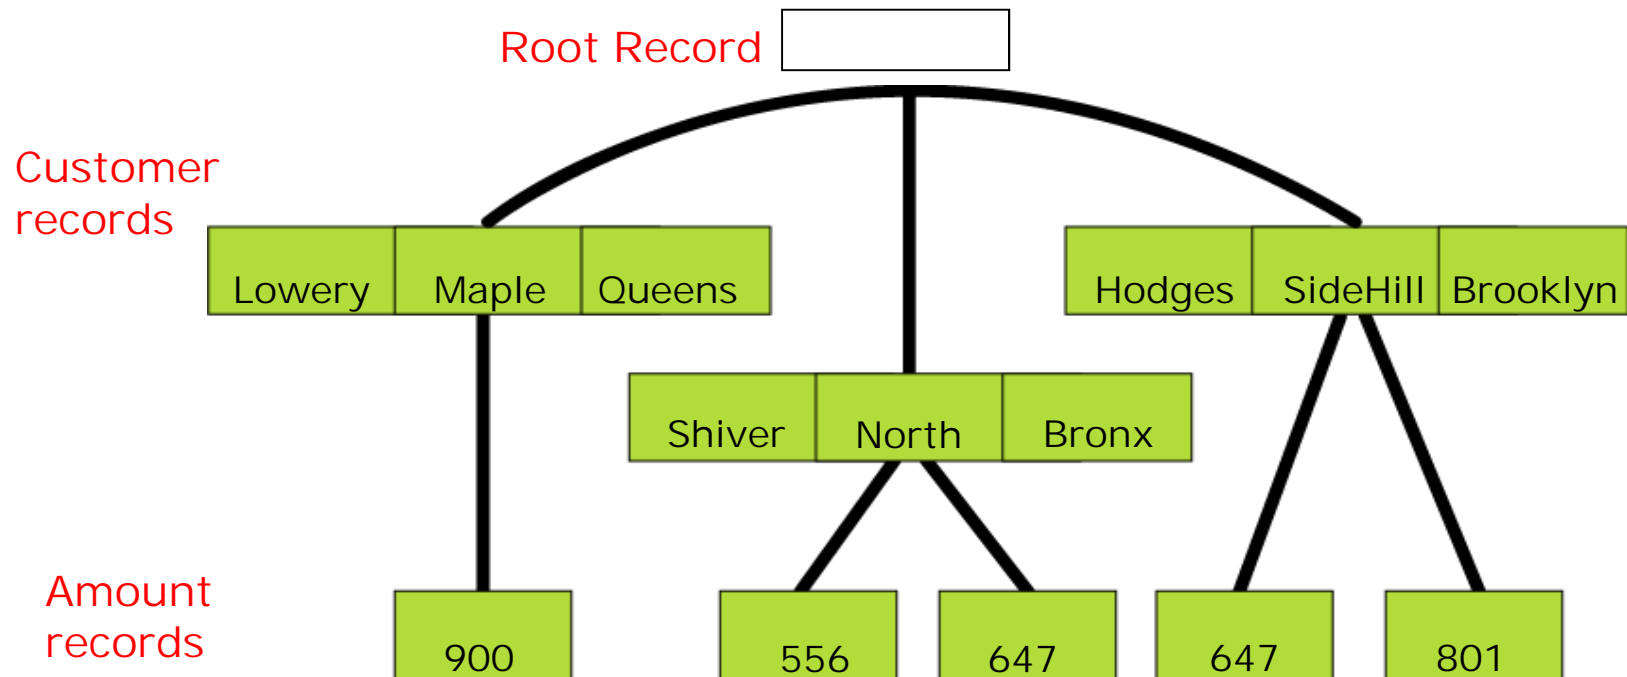 Root Record
Customer
records
Lowery Maple Queens
Hodges SideHill Brooklyn
Shiver North Bronx
Amount
records
900 556 647 647 801